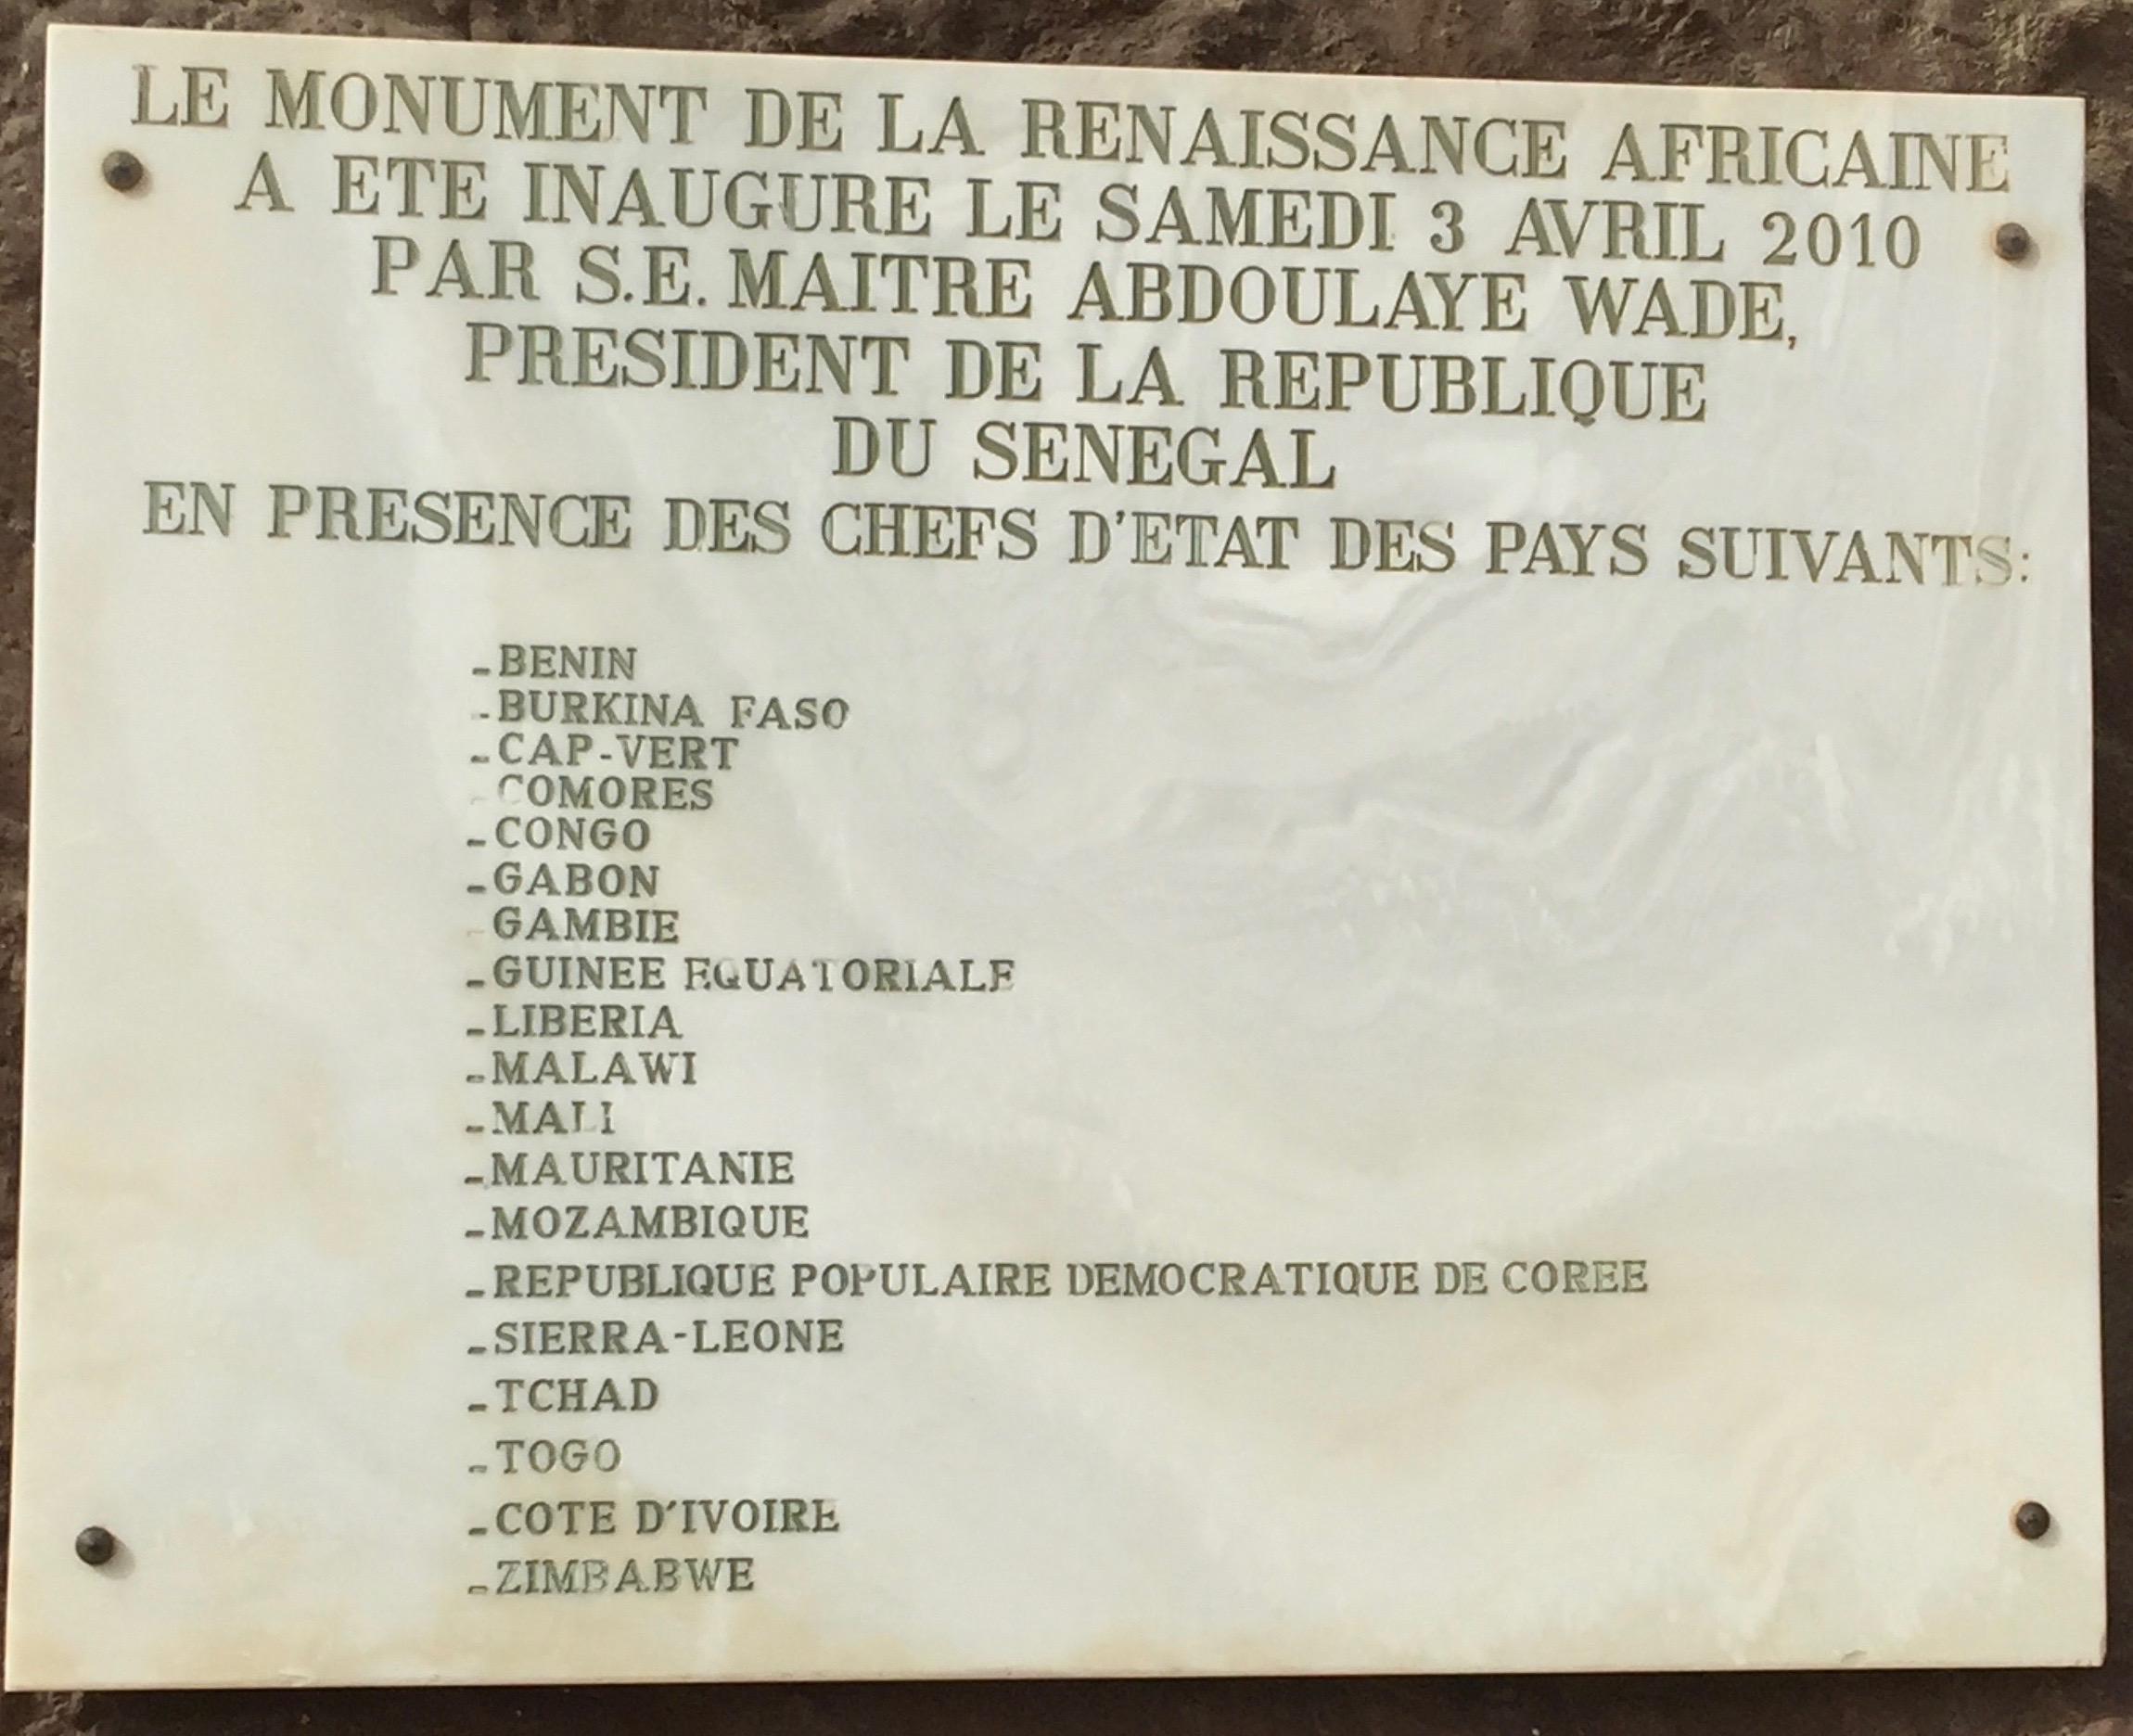 LE MONUMENT DE LA RENAISSANCE AFRICAINE
A ETE INAUGURE LE SAMEDI 3 AVRIL 2010
PAR S.E. MAITRE ABDOULAYE WADE,
PRESIDENT DE LA REPUBLIQUE
DU SENEGAL
EN PRESENCE DES CHEFS D'ETAT DES PAYS SUIVANTS:
-BENIN
-BURKINA FASO
-CAP-VERT
-COMORES
-CONGO
-GABON
-GAMBIE
-GUINEE EQUATORIALE
-LIBERIA
-MALAWI
-MALI
-MAURITANIE
-MOZAMBIQUE
-REPUBLIQUE POPULAIRE DEMOCRATIQUE DE COREE
-SIERRA-LEONE
-TCHAD
-TOGO
-COTE D'IVOIRE
-ZIMBABWE